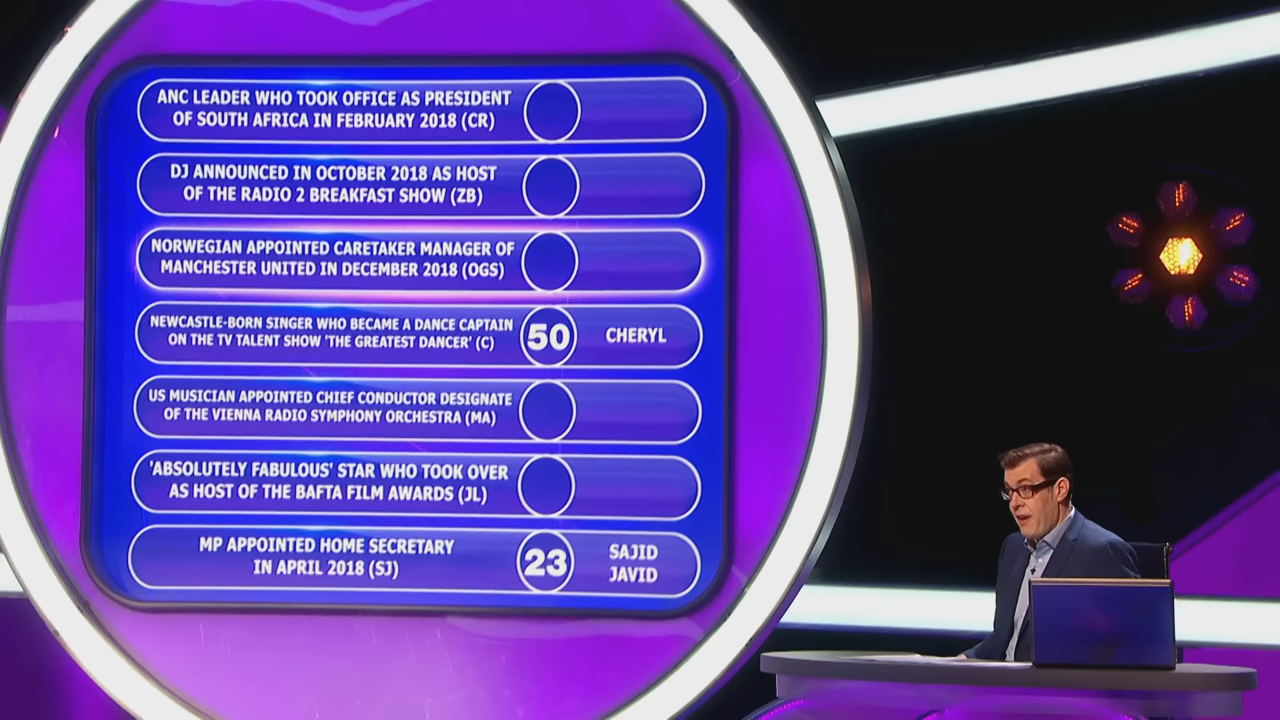 ANC LEADER WHO TOOK OFFICE AS PRESIDENT
OF SOUTH AFRICA IN FEBRUARY 2018 (CR)
DJ ANNOUNCED IN OCTOBER 2018 AS HOST
OF THE RADIO 2 BREAKFAST SHOW (ZB)
NORWEGIAN APPOINTED CARETAKER MANAGER OF
MANCHESTER UNITED IN DECEMBER 2018 (OGS)
NEWCASTLE-BORN SINGER WHO BECAME A DANCE CAPTAIN
ON THE TV TALENT SHOW 'THE GREATEST DANCER' (C)
50
CHERYL
US MUSICIAN APPOINTED CHIEF CONDUCTOR DESIGNATE
OF THE VIENNA RADIO SYMPHONY ORCHESTRA (MA)
'ABSOLUTELY FABULOUS' STAR WHO TOOK OVER
AS HOST OF THE BAFTA FILM AWARDS (JL)
MP APPOINTED HOME SECRETARY
IN APRIL 2018 (SJ)
23
SAJID
JAVID